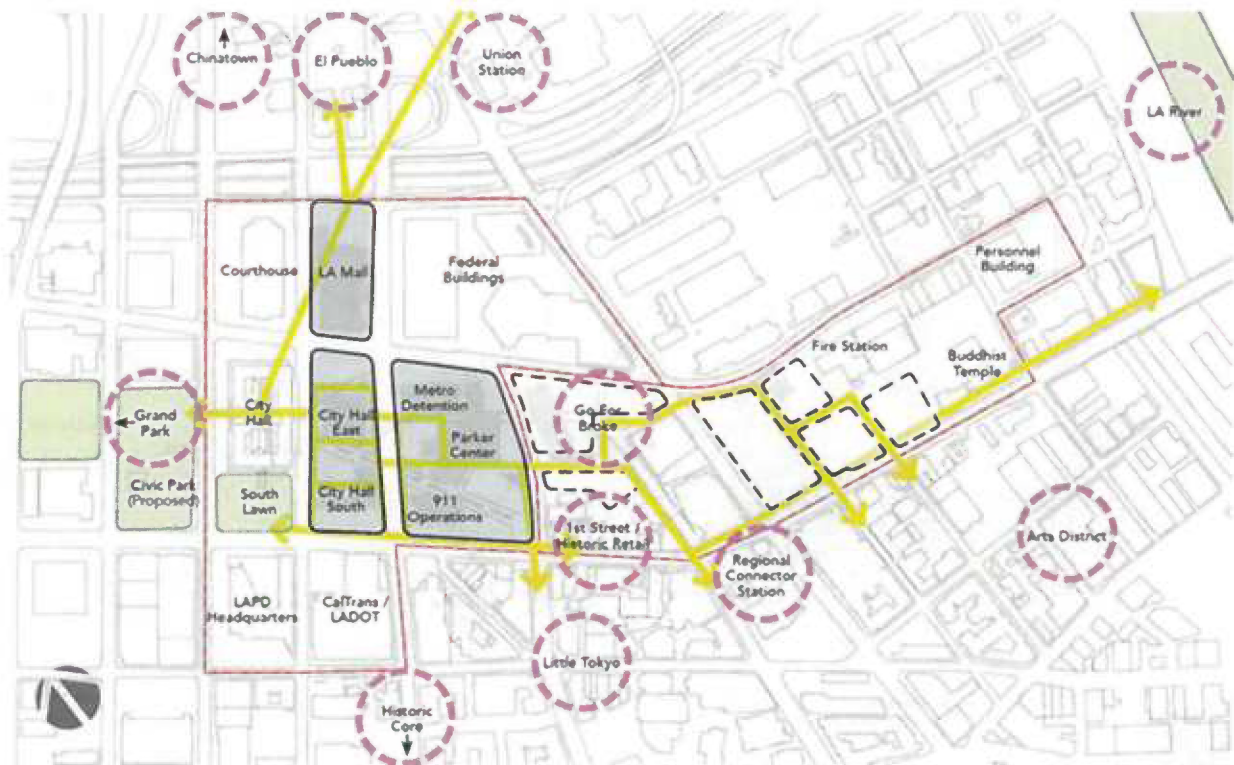 Chinatown
El Pueblo
Union
Station
LA River
Courthouse
LA Mall
Federal
Buildings
Personnel
Building
Fire Station
Buddhist
Temple
Grand
Park
City
Hall
City Hall
East
Metro
Detention
Parker
Center
Go For
Broke
Civic Park
(Proposed)
South
Lawn
City Hall
South
911
Operations
1st Street /
Historic Retail
Regional
Connector
Station
Arts District
LAPD
Headquarters
CalTrans /
LADOT
Little Tokyo
Historic
Core